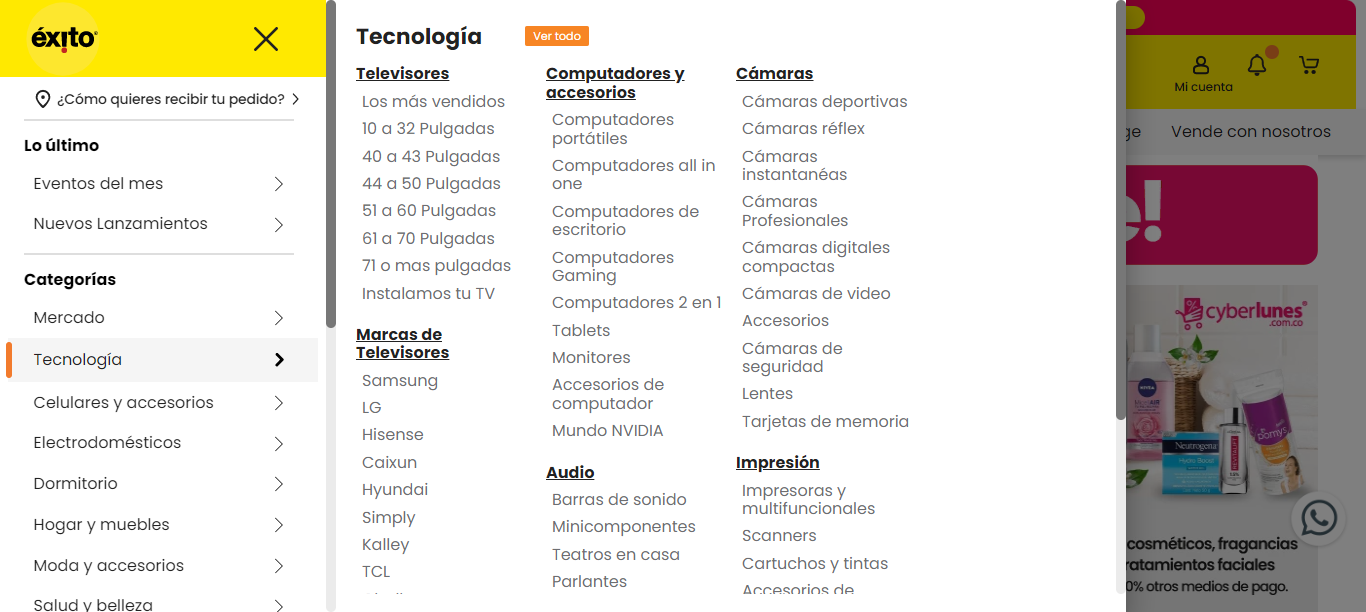 éxito
¿Cómo quieres recibir tu pedido?
Lo último
Eventos del mes
Nuevos Lanzamientos
Categorías
Mercado
Tecnología
Celulares y accesorios
Electrodomésticos
Dormitorio
Hogar y muebles
Moda y accesorios
Salud y belleza
Tecnología
Ver todo
Televisores
Los más vendidos
10 a 32 Pulgadas
40 a 43 Pulgadas
44 a 50 Pulgadas
51 a 60 Pulgadas
61 a 70 Pulgadas
71 o mas pulgadas
Instalamos tu TV
Marcas de
Televisores
Samsung
LG
Hisense
Caixun
Hyundai
Simply
Kalley
TCL
Computadores y
accesorios
Computadores
portátiles
Computadores all in
one
Computadores de
escritorio
Computadores
Gaming
Computadores 2 en 1
Tablets
Monitores
Accesorios de
computador
Mundo NVIDIA
Audio
Barras de sonido
Minicomponentes
Teatros en casa
Parlantes
Cámaras
Cámaras deportivas
Cámaras réflex
Cámaras
instantanéas
Cámaras
Profesionales
Cámaras digitales
compactas
Cámaras de video
Accesorios
Cámaras de
seguridad
Lentes
Tarjetas de memoria
Impresión
Impresoras y
multifuncionales
Scanners
Cartuchos y tintas
Accesorios de
Mi cuenta
ge
Vende con nosotros
e!
cyberlunes
.com.co
NIVEA
Neutrogena
Hydro Boost
REVITALIFT
pomys
cosméticos, fragancias
ratamientos faciales
0% otros medios de pago.